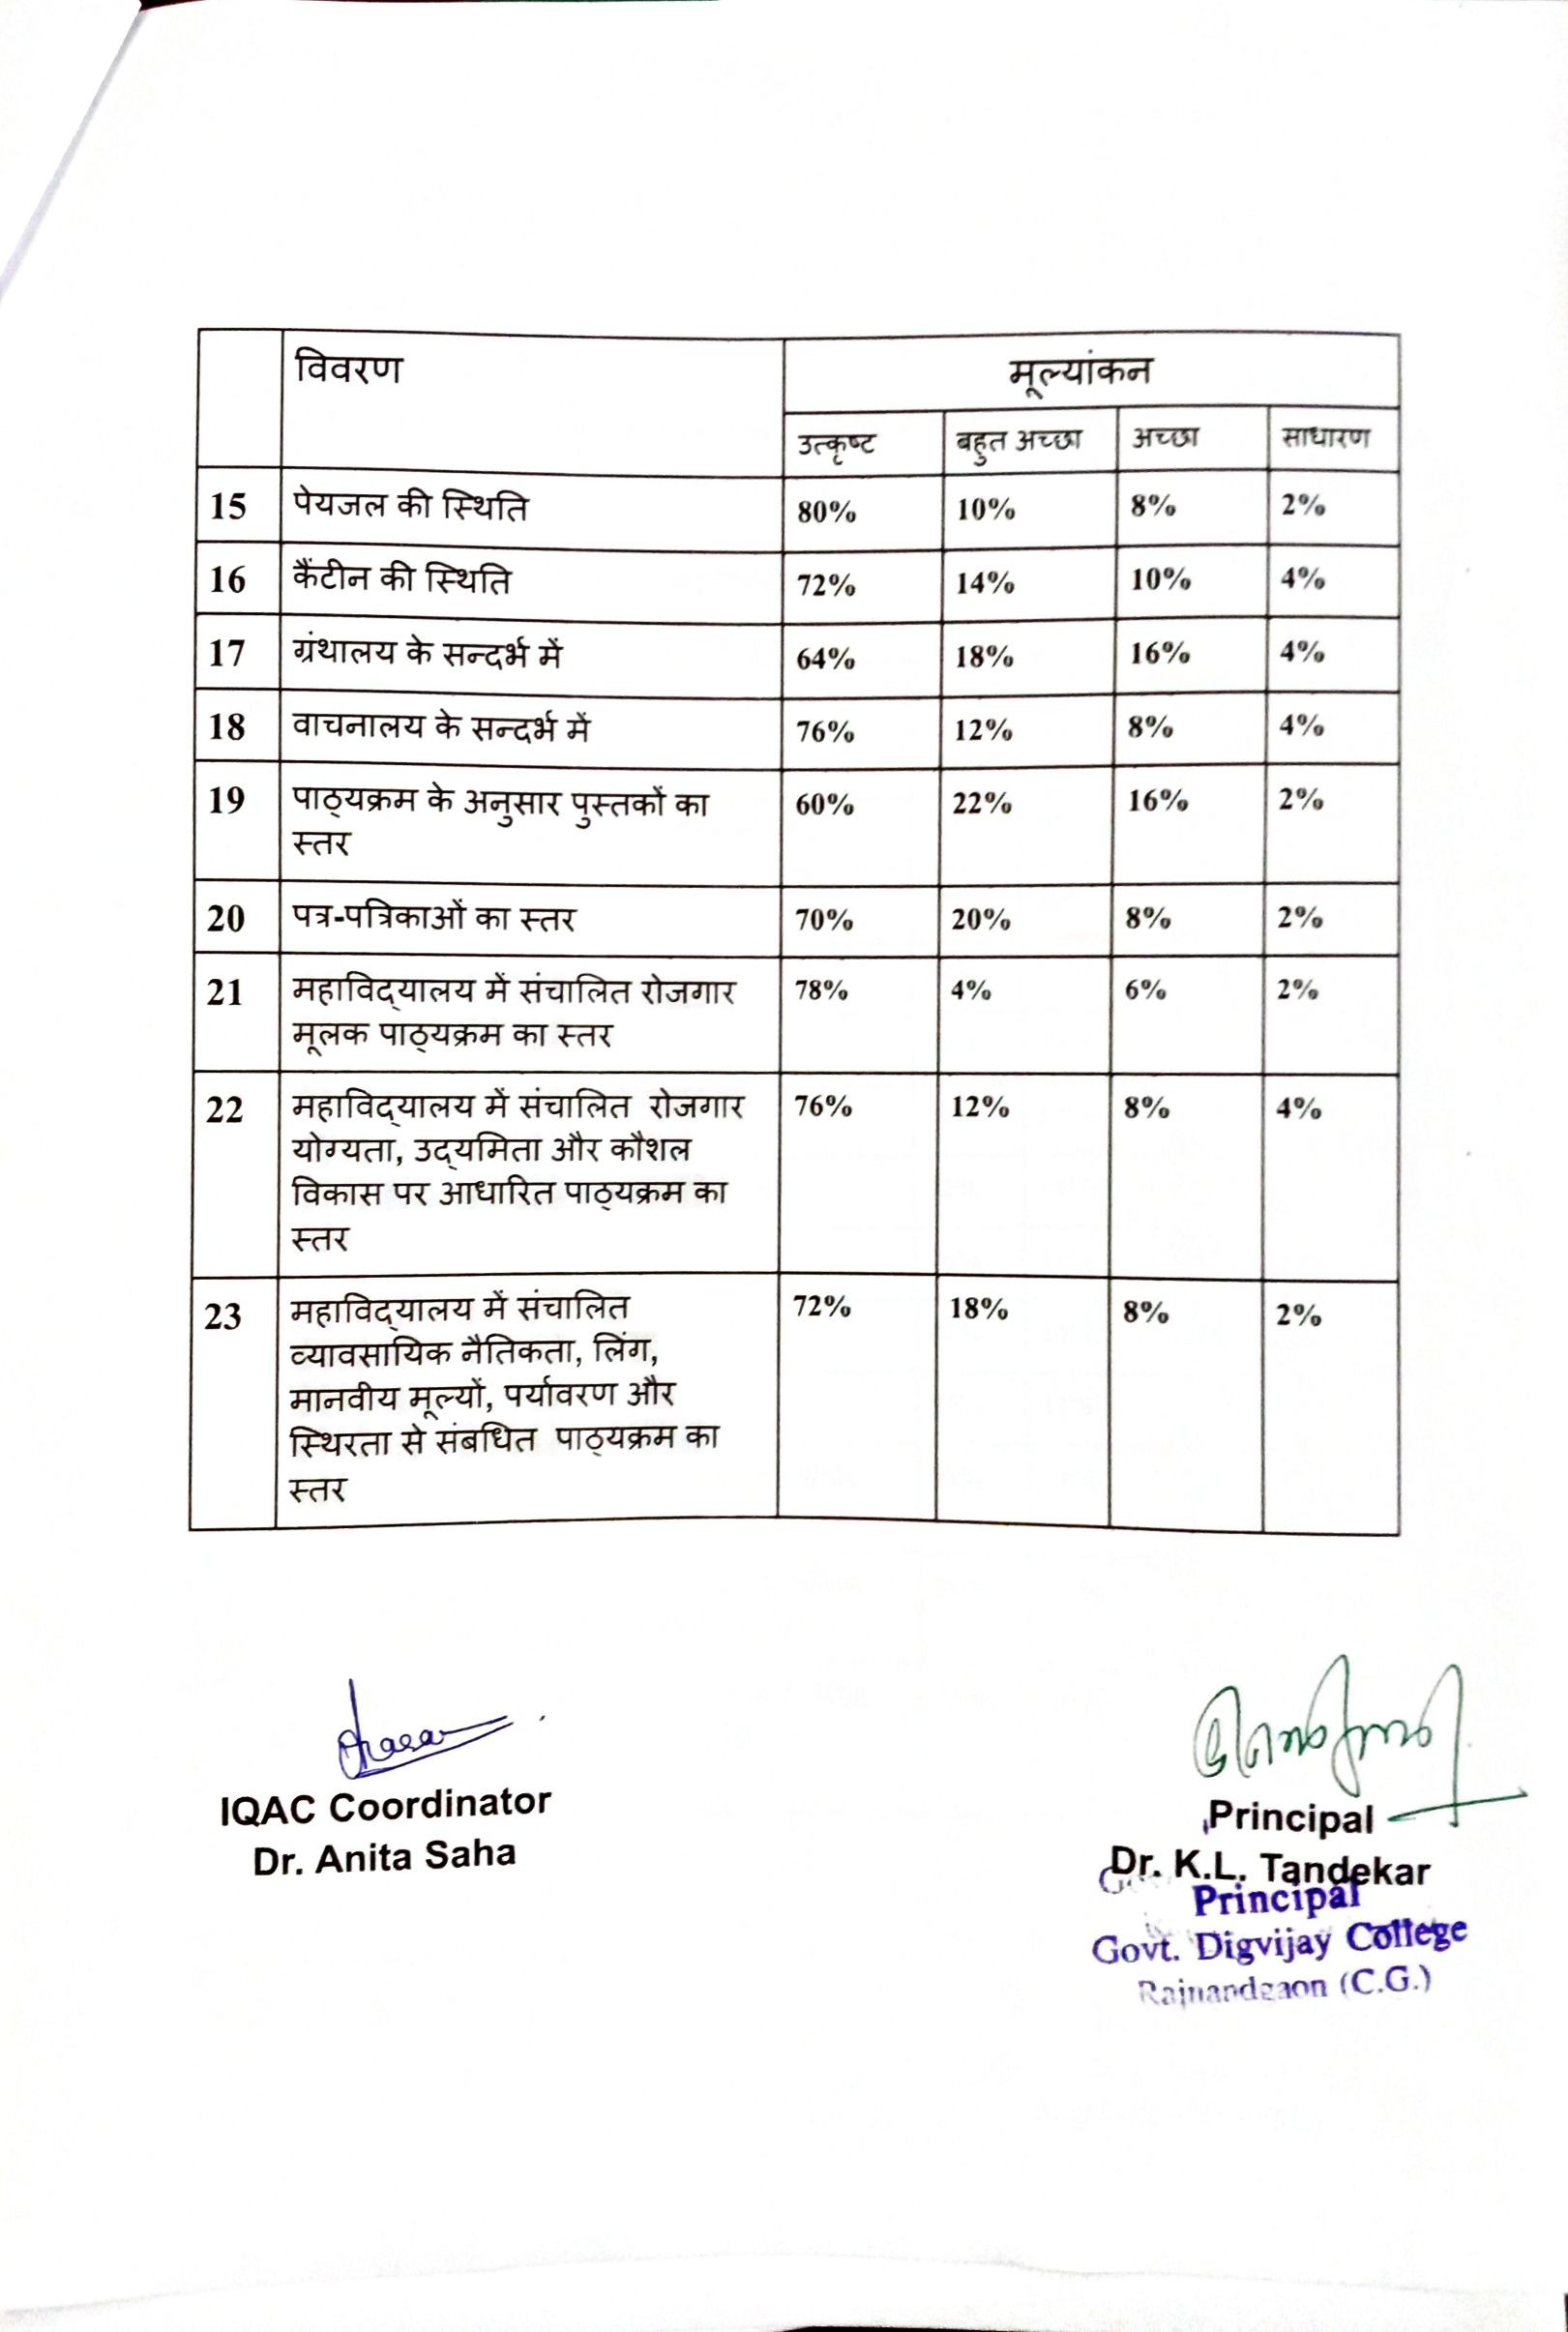 विवरण मूल्यांकन
उत्कृष्ट बहुत अच्छा अच्छा साधारण
15 पेयजल की स्थिति 80% 10% 8% 2%
16 कैंटीन की स्थिति 72% 14% 10% 4%
17 ग्रंथालय के सन्दर्भ में 64% 18% 16% 4%
18 वाचनालय के सन्दर्भ में 76% 12% 8% 4%
19 पाठ्यक्रम के अनुसार पुस्तकों का 60% 22% 16% 2%
स्तर
20 पत्र-पत्रिकाओं का स्तर 70% 20% 8% 2%
21 महाविद्यालय में संचालित रोजगार 78% 4% 6% 2%
मूलक पाठ्यक्रम का स्तर
22 महाविद्यालय में संचालित रोजगार 76% 12% 8% 4%
योग्यता, उद्यमिता और कौशल
विकास पर आधारित पाठ्यक्रम का
स्तर
23 महाविद्यालय में संचालित 72% 18% 8% 2%
व्यावसायिक नैतिकता, लिंग,
मानवीय मूल्यों, पर्यावरण और
स्थिरता से संबधित पाठ्यक्रम का
स्तर
IQAC Coordinator
Dr. Anita Saha
Principal
Dr. K.L. Tandekar
Principal
Govt. Digvijay College
Rajnandgaon (C.G.)